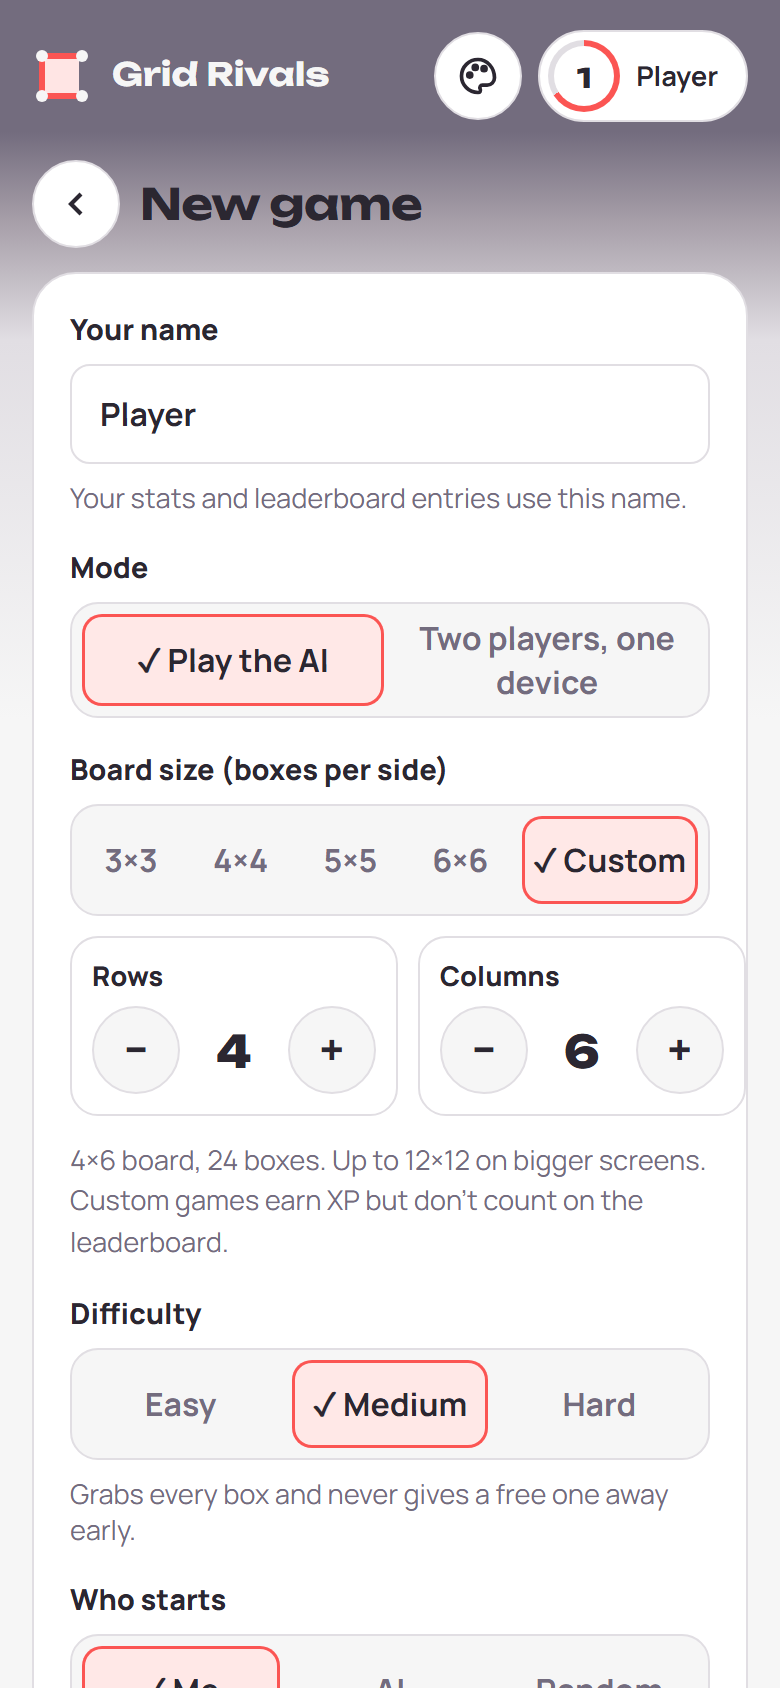 Grid Rivals
1 Player
New game
Your name
Player
Your stats and leaderboard entries use this name.
Mode
✓ Play the AI
Two players, one
device
Board size (boxes per side)
3×3 4×4 5×5 6×6 ✓ Custom
Rows Columns
− 4 + − 6 +
4×6 board, 24 boxes. Up to 12×12 on bigger screens.
Custom games earn XP but don’t count on the
leaderboard.
Difficulty
Easy ✓ Medium Hard
Grabs every box and never gives a free one away
early.
Who starts
✓ Me AI Random